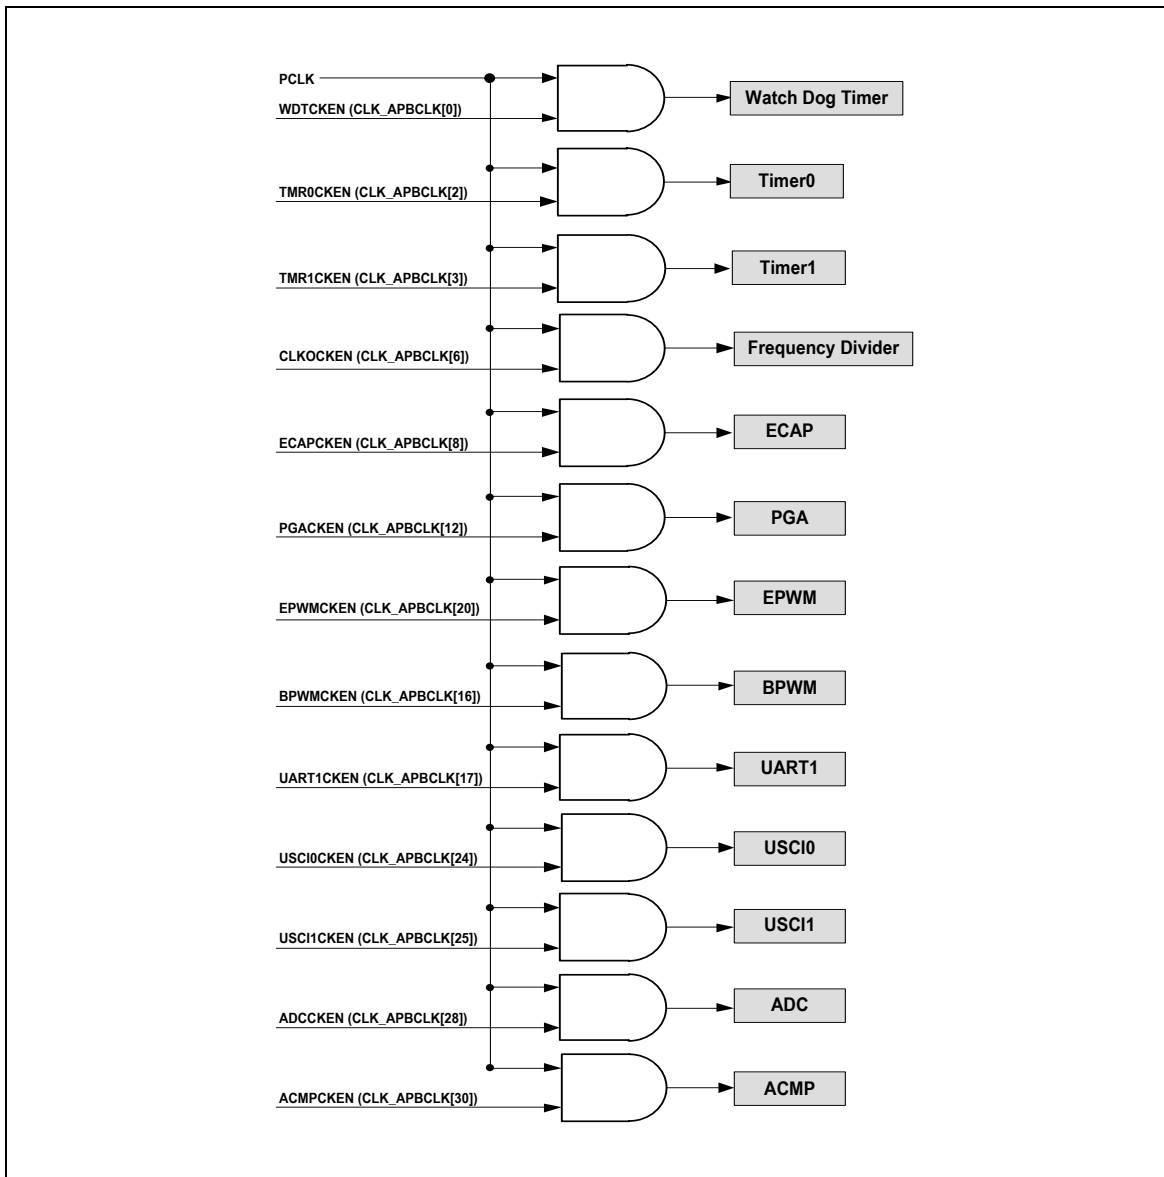 PCLK
WDTCKEN (CLK_APBCLK[0])
Watch Dog Timer
TMR0CKEN (CLK_APBCLK[2])
Timer0
TMR1CKEN (CLK_APBCLK[3])
Timer1
CLKOCKEN (CLK_APBCLK[6])
Frequency Divider
ECAPCKEN (CLK_APBCLK[8])
ECAP
PGACKEN (CLK_APBCLK[12])
PGA
EPWMCKEN (CLK_APBCLK[20])
EPWM
BPWMCKEN (CLK_APBCLK[16])
BPWM
UART1CKEN (CLK_APBCLK[17])
UART1
USCI0CKEN (CLK_APBCLK[24])
USCI0
USCI1CKEN (CLK_APBCLK[25])
USCI1
ADCCKEN (CLK_APBCLK[28])
ADC
ACMPCKEN (CLK_APBCLK[30])
ACMP